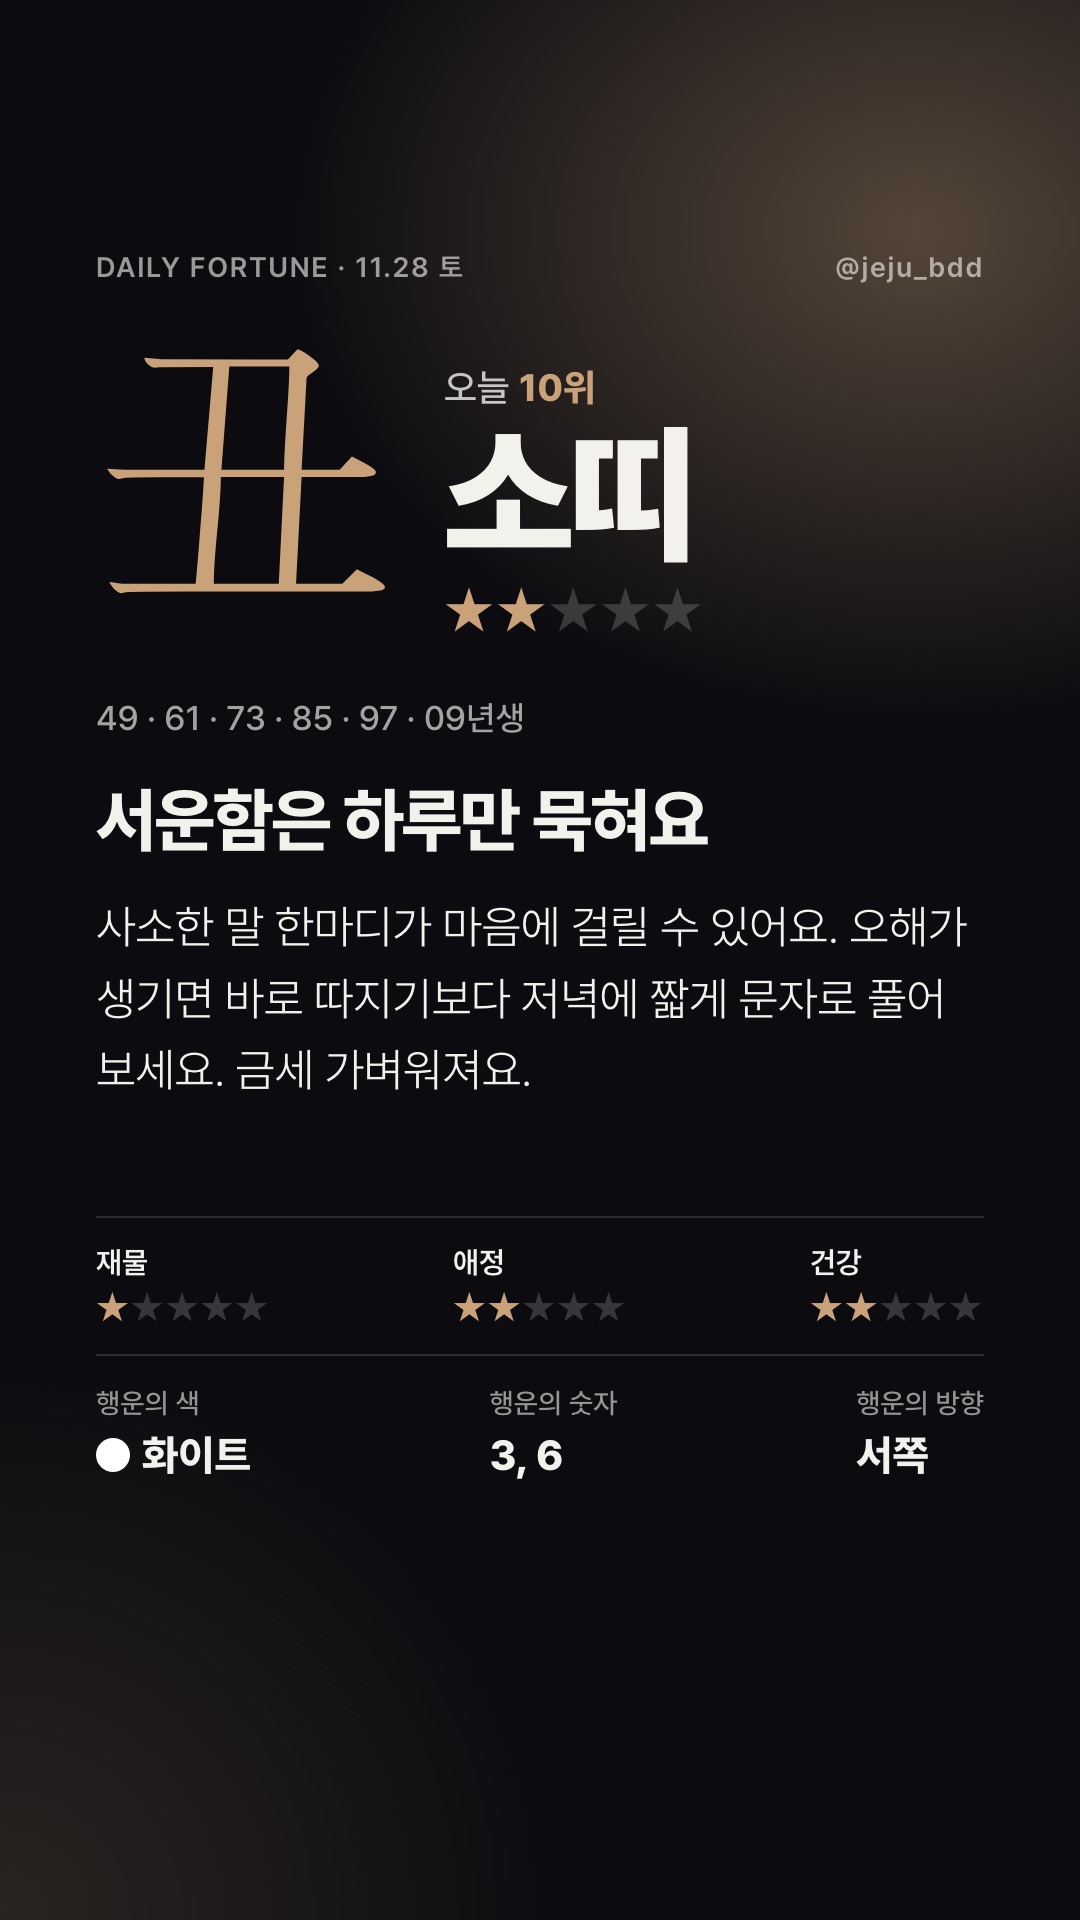 DAILY FORTUNE · 11.28 토
@jeju_bdd
丑
오늘 10위
소띠
★★★★★
49 · 61 · 73 · 85 · 97 · 09년생
서운함은 하루만 묵혀요
사소한 말 한마디가 마음에 걸릴 수 있어요. 오해가
생기면 바로 따지기보다 저녁에 짧게 문자로 풀어
보세요. 금세 가벼워져요.
재물 애정 건강
★★★★★ ★★★★★ ★★★★★
행운의 색 행운의 숫자 행운의 방향
화이트 3, 6 서쪽